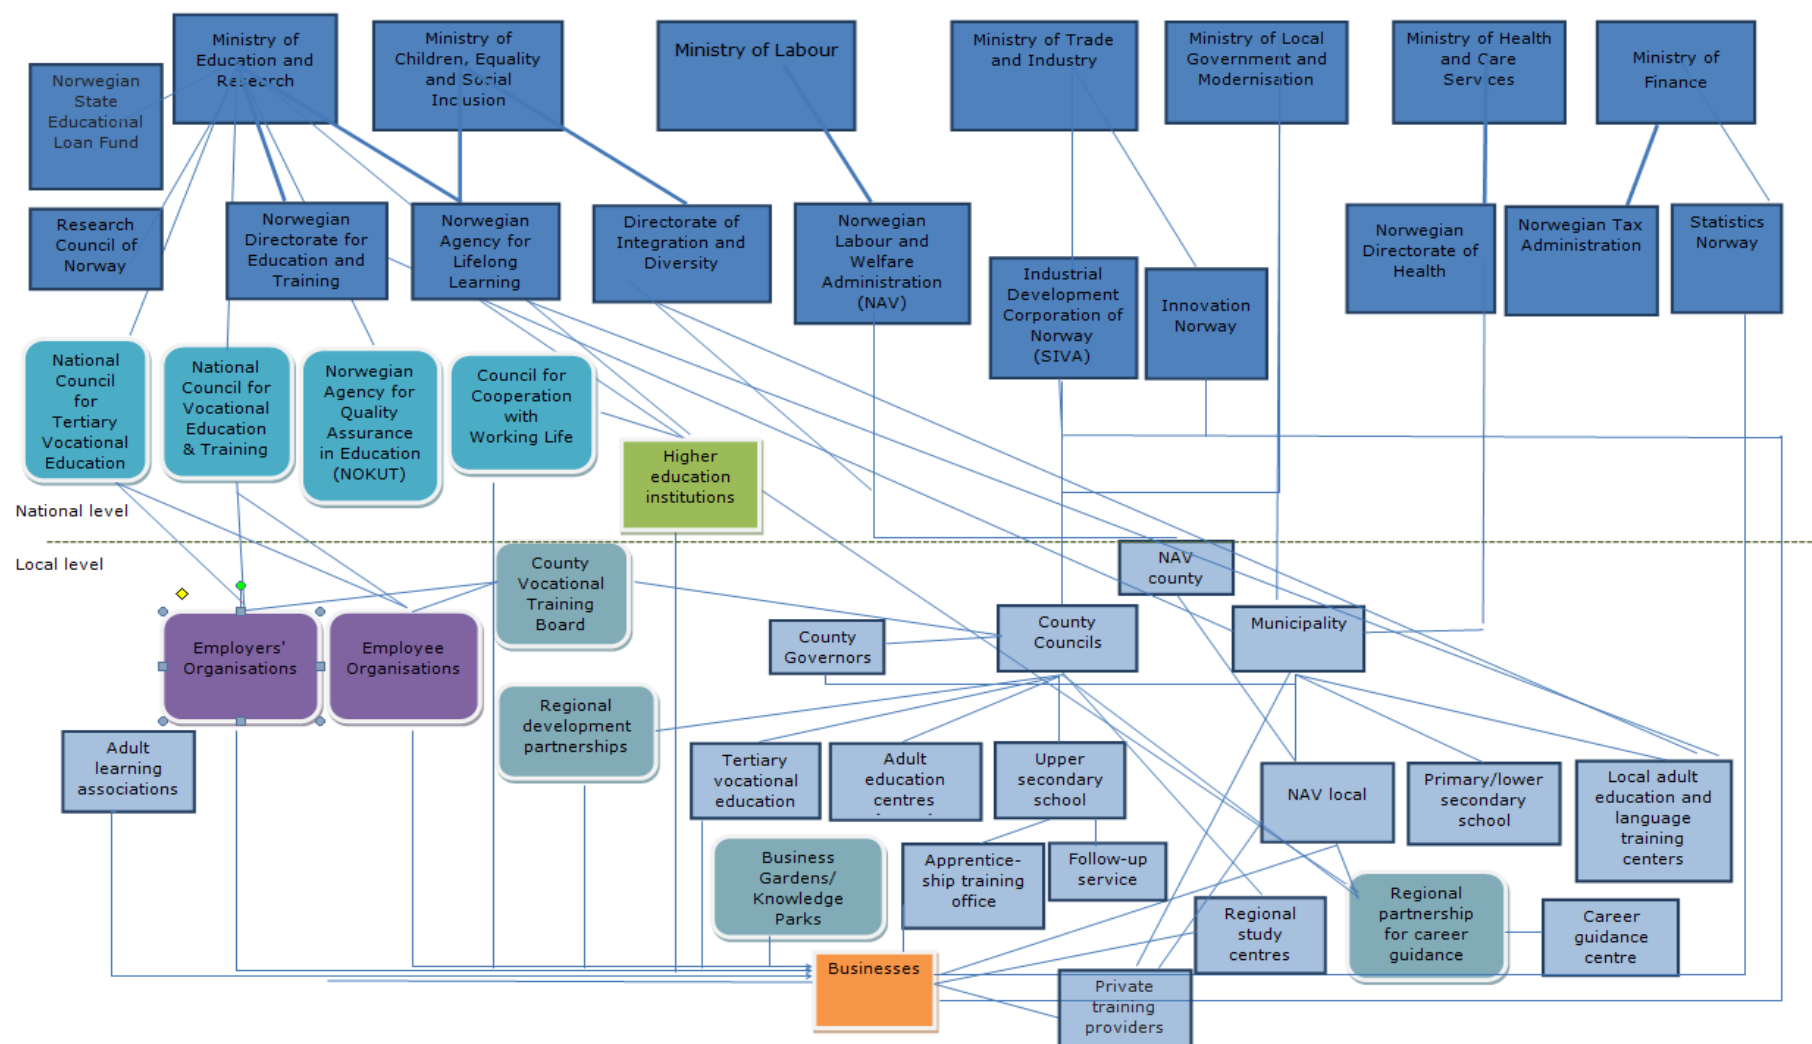 Ministry of
Education and
Research
Ministry of
Children, Equality
and Social
Inclusion
Ministry of Labour
Ministry of Trade
and Industry
Ministry of Local
Government and
Modernisation
Ministry of Health
and Care
Services
Ministry of
Finance
Norwegian
State
Educational
Loan Fund
Research
Council of
Norway
Norwegian
Directorate for
Education and
Training
Norwegian
Agency for
Lifelong
Learning
Directorate of
Integration and
Diversity
Norwegian
Labour and
Welfare
Administration
(NAV)
Industrial
Development
Corporation of
Norway
(SIVA)
Innovation
Norway
Norwegian
Directorate of
Health
Norwegian Tax
Administration
Statistics
Norway
National
Council
for
Tertiary
Vocational
Education
National
Council for
Vocational
Education
& Training
Norwegian
Agency for
Quality
Assurance
in Education
(NOKUT)
Council for
Cooperation
with
Working Life
Higher
education
institutions
National level
Local level
County
Vocational
Training
Board
NAV
county
Employers'
Organisations
Employee
Organisations
County
Governors
County
Councils
Municipality
Regional
development
partnerships
Adult
learning
associations
Tertiary
vocational
education
Adult
education
centres
Upper
secondary
school
NAV local
Primary/lower
secondary
school
Local adult
education and
language
training
centers
Business
Gardens/
Knowledge
Parks
Apprentice-
ship training
office
Follow-up
service
Regional
study
centres
Regional
partnership
for career
guidance
Career
guidance
centre
Businesses
Private
training
providers